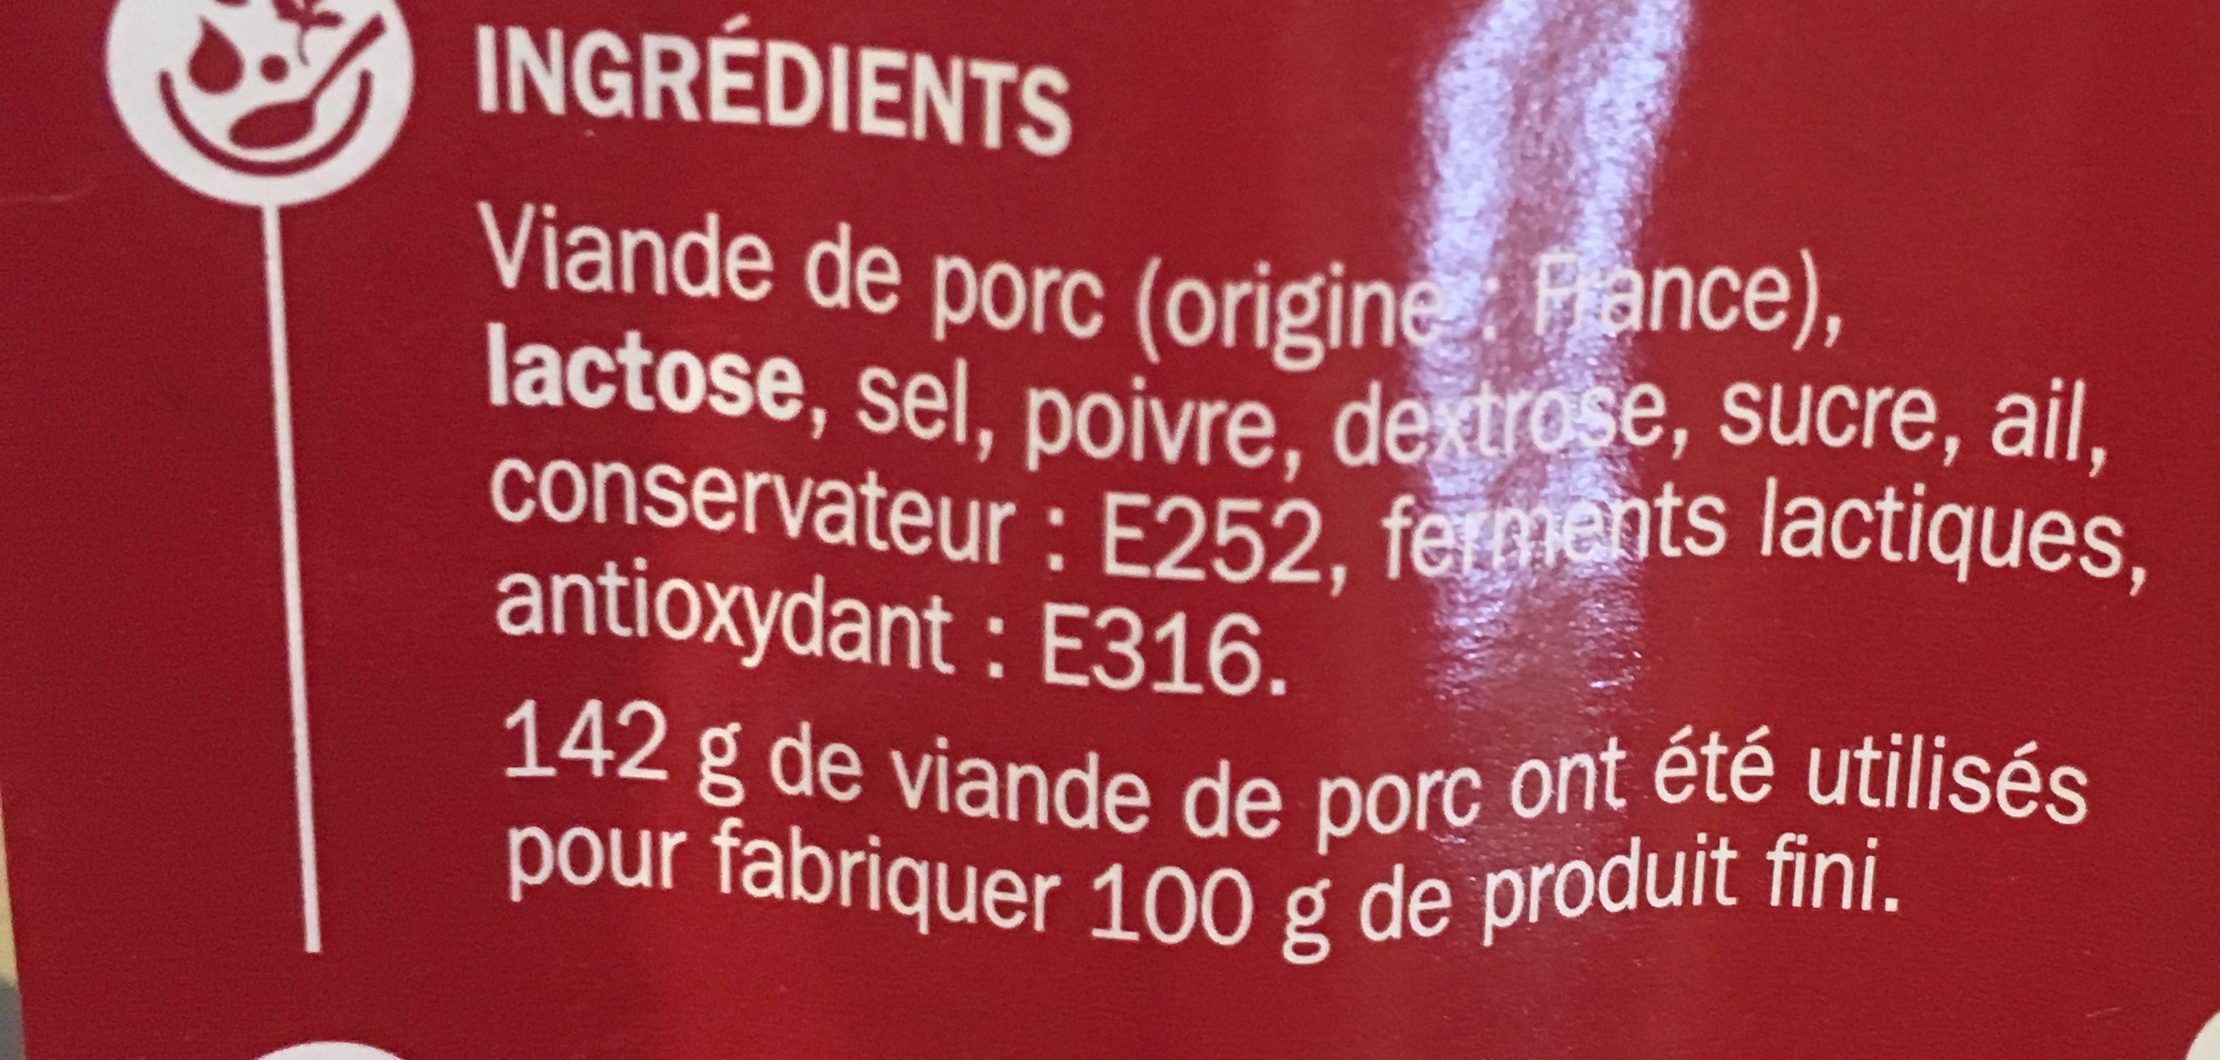 INGRÉDIENTS
Viande de porc (origine : France),
lactose, sel, poivre, dextrose, sucre, ail,
conservateur : E252, ferments lactiques,
antioxydant : E316.
142 g de viande de porc ont été utilisés
pour fabriquer 100 g de produit fini.